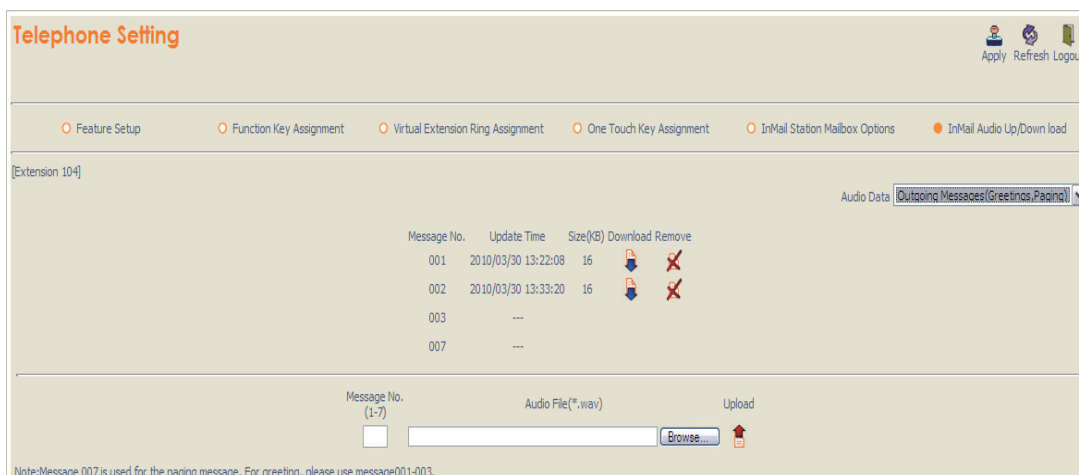 Telephone Setting
Apply Refresh Logou
Feature Setup Function Key Assignment Virtual Extension Ring Assignment One Touch Key Assignment InMail Station Mailbox Options InMail Audio Up/Down load
[Extension 104]
Audio Data Outgoing Messages(Greetings,Paging)
Message No. Update Time Size(KB) Download Remove
001 2010/03/30 13:22:08 16
002 2010/03/30 13:33:20 16
003 ---
007 ---
Message No. (1-7) Audio File(*.wav) Upload
Browse...
Note:Message 007 is used for the paging message. For greeting, please use message001-003.